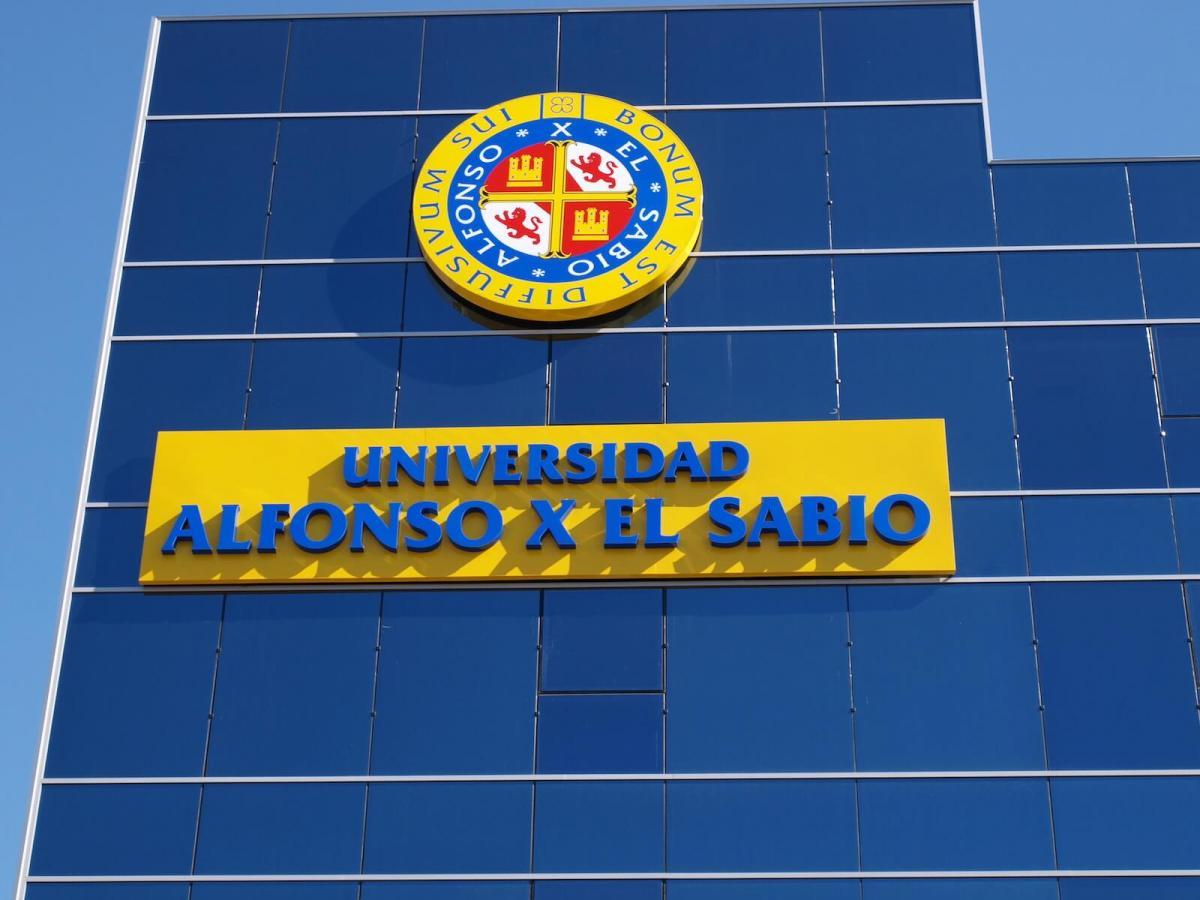 BONUM EST DIFFUSIVUM SUI
ALFONSO X EL SABIO
UNIVERSIDAD
ALFONSO X EL SABIO